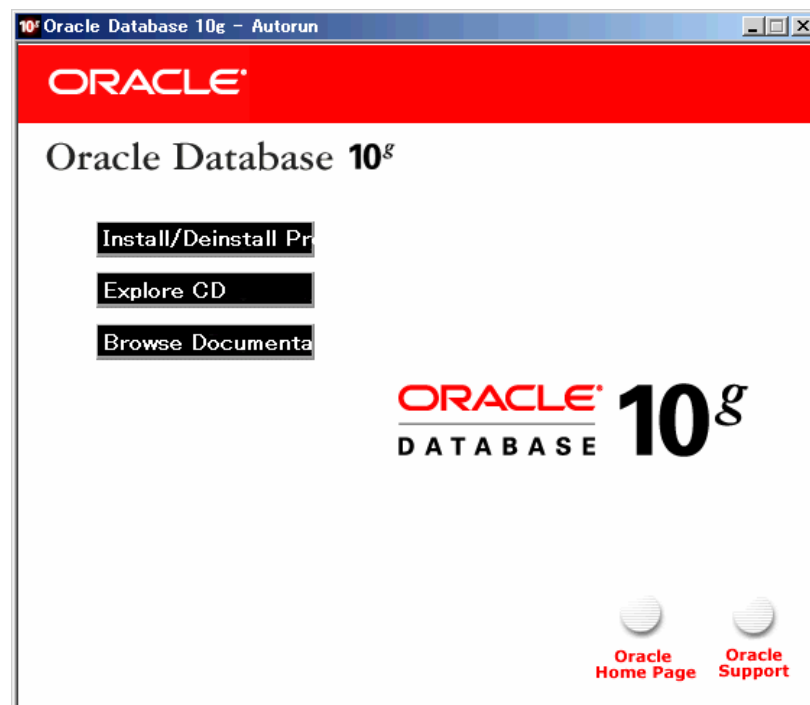 10g Oracle Database 10g - Autorun
ORACLE
Oracle Database 10g
Install/Deinstall Pr
Explore CD
Browse Documenta
ORACLE
DATABASE 10g
Oracle
Home Page
Oracle
Support